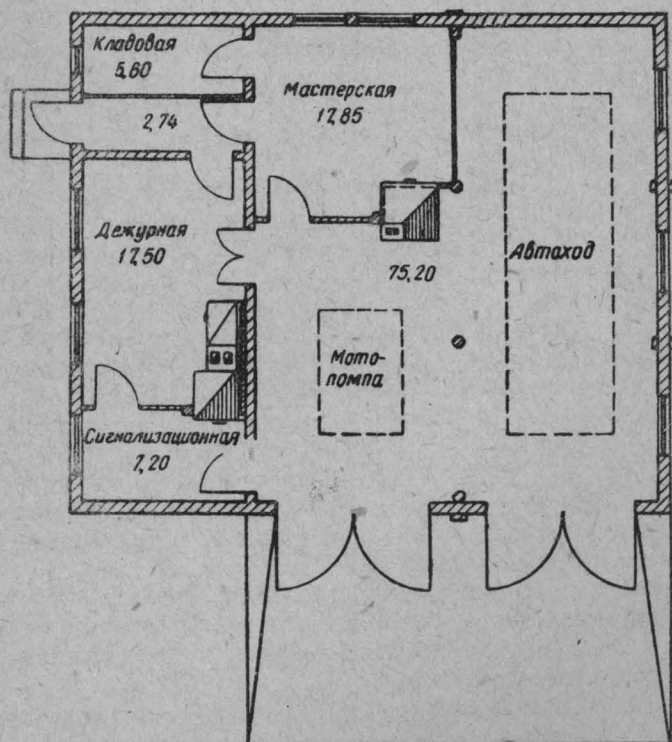 Кладовая
5,60
2,74
Мастерская
17,85
Дежурная
17,50
Автоход
75,20
Мото-
помпа
Сигнализационная
7,20